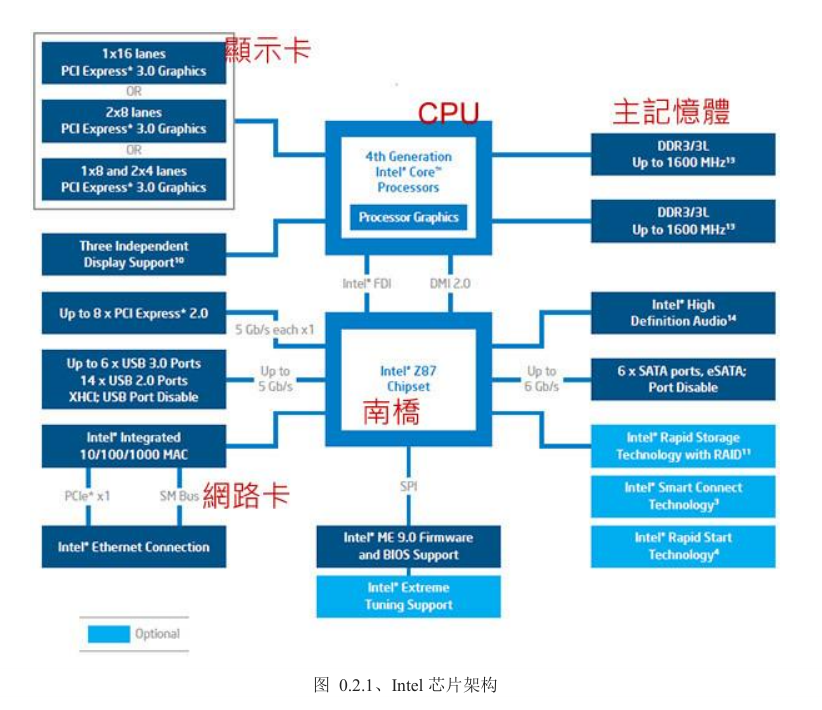 1x16 lanes
PCI Express* 3.0 Graphics
OR
2x8 lanes
PCI Express* 3.0 Graphics
OR
1x8 and 2x4 lanes
PCI Express* 3.0 Graphics
顯示卡
CPU
主記憶體
4th Generation
Intel® Core™
Processors
Processor Graphics
DDR3/3L
Up to 1600 MHz¹³
DDR3/3L
Up to 1600 MHz¹³
Three Independent
Display Support¹⁰
Intel® FDI
DMI 2.0
Up to 8 x PCI Express* 2.0
5 Gb/s each x1
Intel® High
Definition Audio¹⁴
Up to 6 x USB 3.0 Ports
14 x USB 2.0 Ports
XHCI; USB Port Disable
Up to
5 Gb/s
Intel® Z87
Chipset
南橋
Up to
6 Gb/s
6 x SATA ports, eSATA;
Port Disable
Intel® Integrated
10/100/1000 MAC
Intel® Rapid Storage
Technology with RAID¹¹
PCIe* x1
SM Bus
網路卡
SPI
Intel® Smart Connect
Technology³
Intel® Ethernet Connection
Intel® ME 9.0 Firmware
and BIOS Support
Intel® Rapid Start
Technology⁴
Intel® Extreme
Tuning Support
Optional
图 0.2.1、Intel 芯片架构